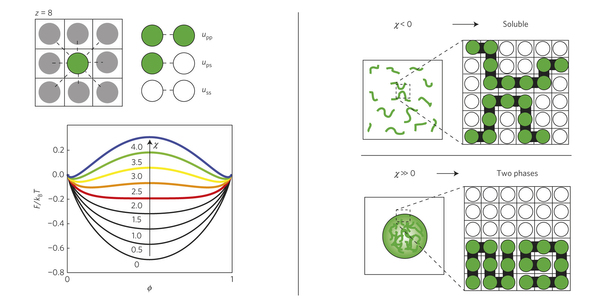 z = 8
u_pp
u_ps
u_ss
F/k_BT
0.2
0.0
−0.2
−0.4
−0.6
−0.8
χ
4.0
3.5
3.0
2.5
2.0
1.5
1.0
0.5
0
0
1
ϕ
χ < 0
Soluble
χ >> 0
Two phases